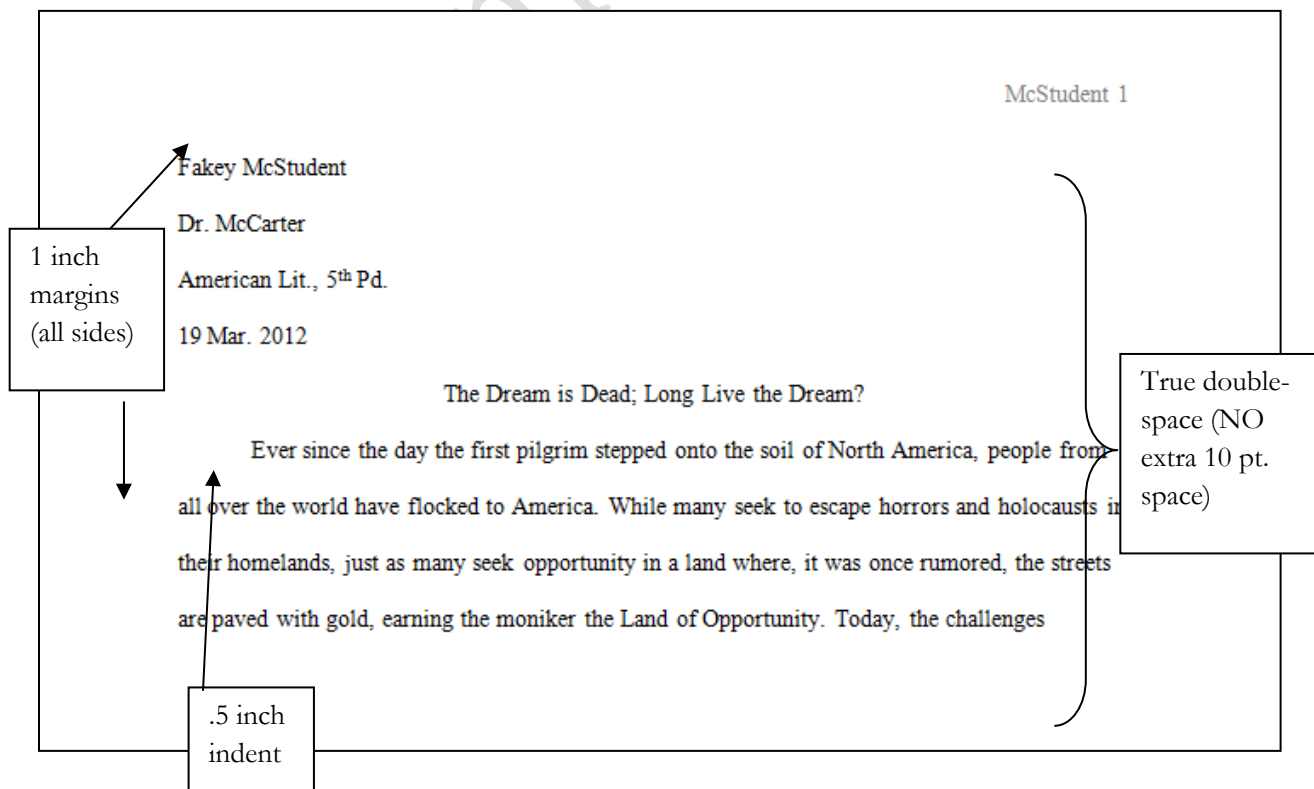 McStudent 1
Fakey McStudent
Dr. McCarter
American Lit., 5th Pd.
19 Mar. 2012
The Dream is Dead; Long Live the Dream?
Ever since the day the first pilgrim stepped onto the soil of North America, people from
all over the world have flocked to America. While many seek to escape horrors and holocausts in
their homelands, just as many seek opportunity in a land where, it was once rumored, the streets
are paved with gold, earning the moniker the Land of Opportunity. Today, the challenges
1 inch
margins
(all sides)
True double-
space (NO
extra 10 pt.
space)
.5 inch
indent